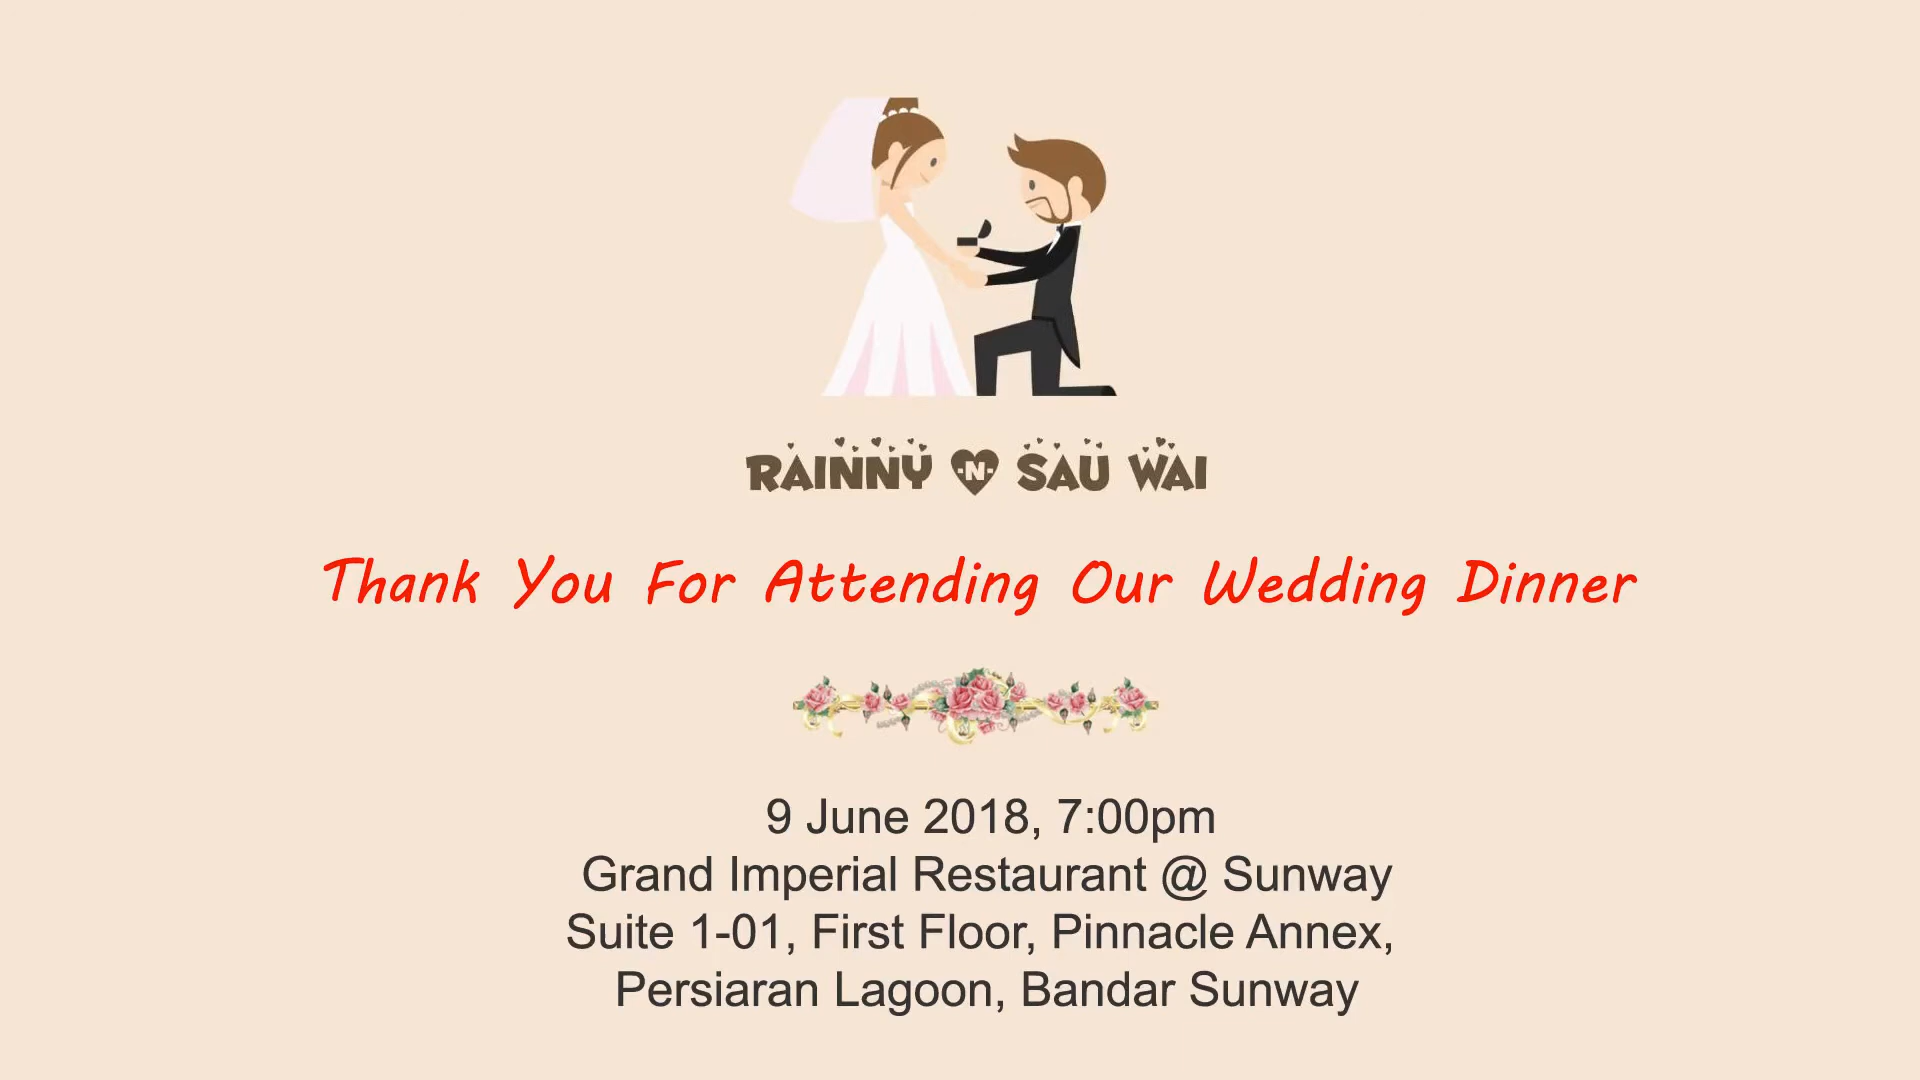 RAINNY -N- SAU WAI
Thank You For Attending Our Wedding Dinner
9 June 2018, 7:00pm
Grand Imperial Restaurant @ Sunway
Suite 1-01, First Floor, Pinnacle Annex,
Persiaran Lagoon, Bandar Sunway